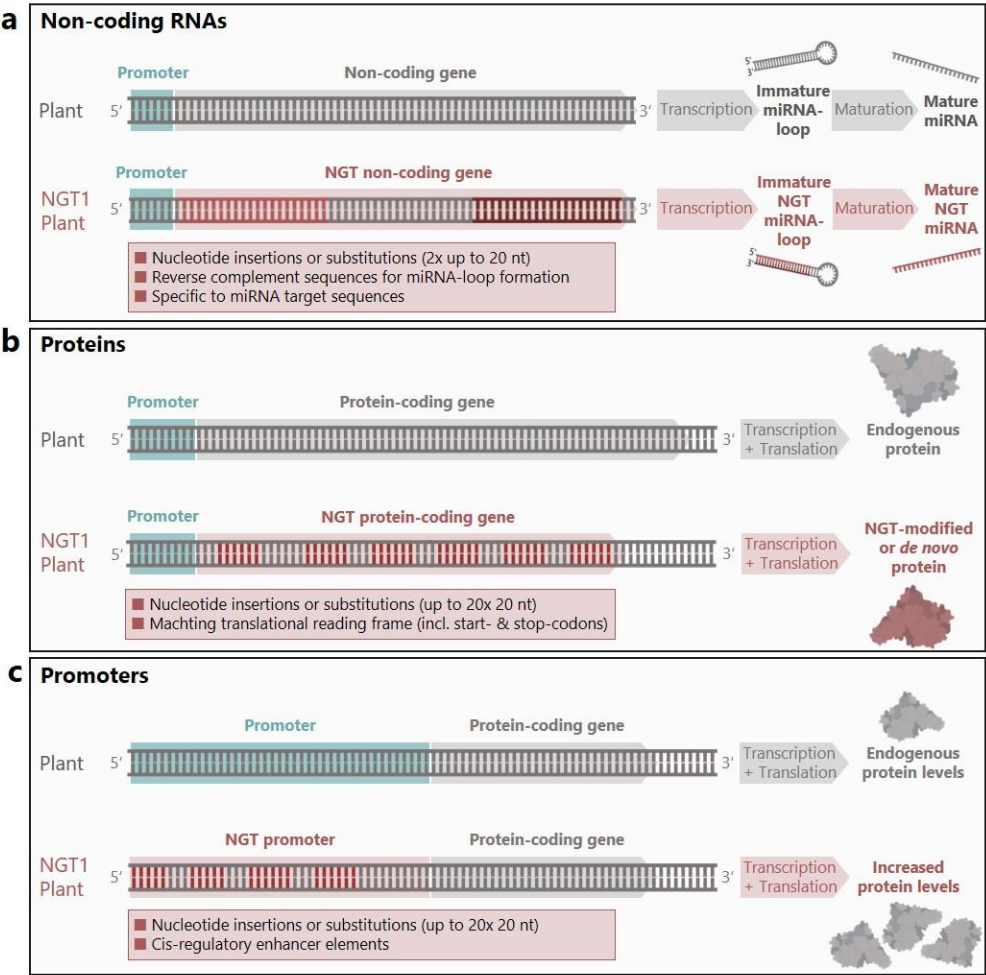 a
Non-coding RNAs
Promoter
Non-coding gene
Plant
5′
3′
Transcription
Immature
miRNA-
loop
5′
3′
Maturation
Mature
miRNA
Promoter
NGT non-coding gene
NGT1
Plant
5′
3′
Transcription
Immature
NGT
miRNA-
loop
5′
3′
Maturation
Mature
NGT
miRNA
Nucleotide insertions or substitutions (2x up to 20 nt)
Reverse complement sequences for miRNA-loop formation
Specific to miRNA target sequences
b
Proteins
Promoter
Protein-coding gene
Plant
5′
3′
Transcription
+ Translation
Endogenous
protein
Promoter
NGT protein-coding gene
NGT1
Plant
5′
3′
Transcription
+ Translation
NGT-modified
or de novo
protein
Nucleotide insertions or substitutions (up to 20x 20 nt)
Machting translational reading frame (incl. start- & stop-codons)
c
Promoters
Promoter
Protein-coding gene
Plant
5′
3′
Transcription
+ Translation
Endogenous
protein levels
NGT promoter
Protein-coding gene
NGT1
Plant
5′
3′
Transcription
+ Translation
Increased
protein levels
Nucleotide insertions or substitutions (up to 20x 20 nt)
Cis-regulatory enhancer elements